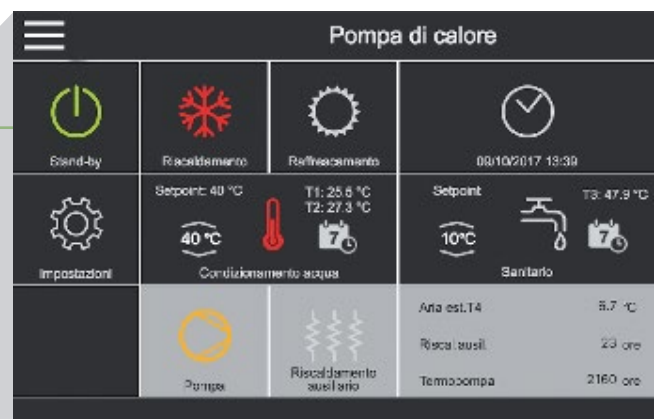 Pompa di calore
Stand-by
Riscaldamento
Raffrescamento
09/10/2017 13:39
Impostazioni
Setpoint: 40 °C
T1: 25.6 °C
T2: 27.3 °C
40 °C
7
Condizionamento acqua
Setpoint
T3: 47.9 °C
10°C
7
Sanitario
Pompa
Riscaldamento
ausiliario
Aria est.T4
°C
Riscal.ausil.
23 ore
Termopompa
2160 ore